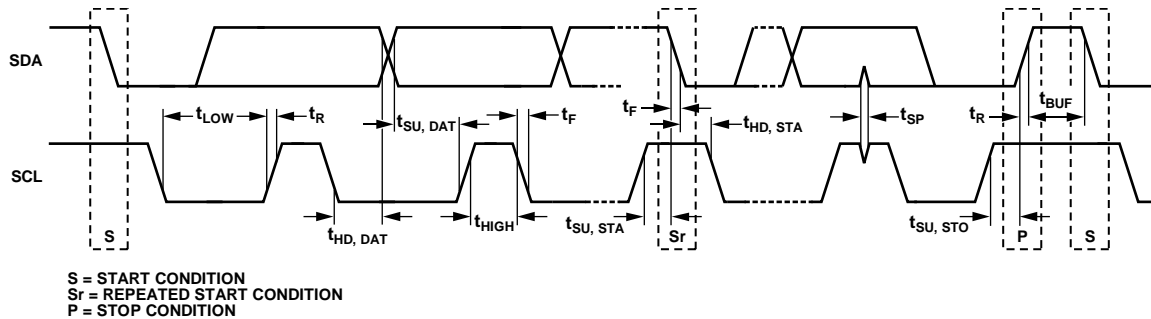 SDA
tLOW
tR
tSU, DAT
tF
tF
tHD, STA
tSP
tR
tBUF
SCL
tHD, DAT
tHIGH
tSU, STA
tSU, STO
S
Sr
P
S
S = START CONDITION
Sr = REPEATED START CONDITION
P = STOP CONDITION